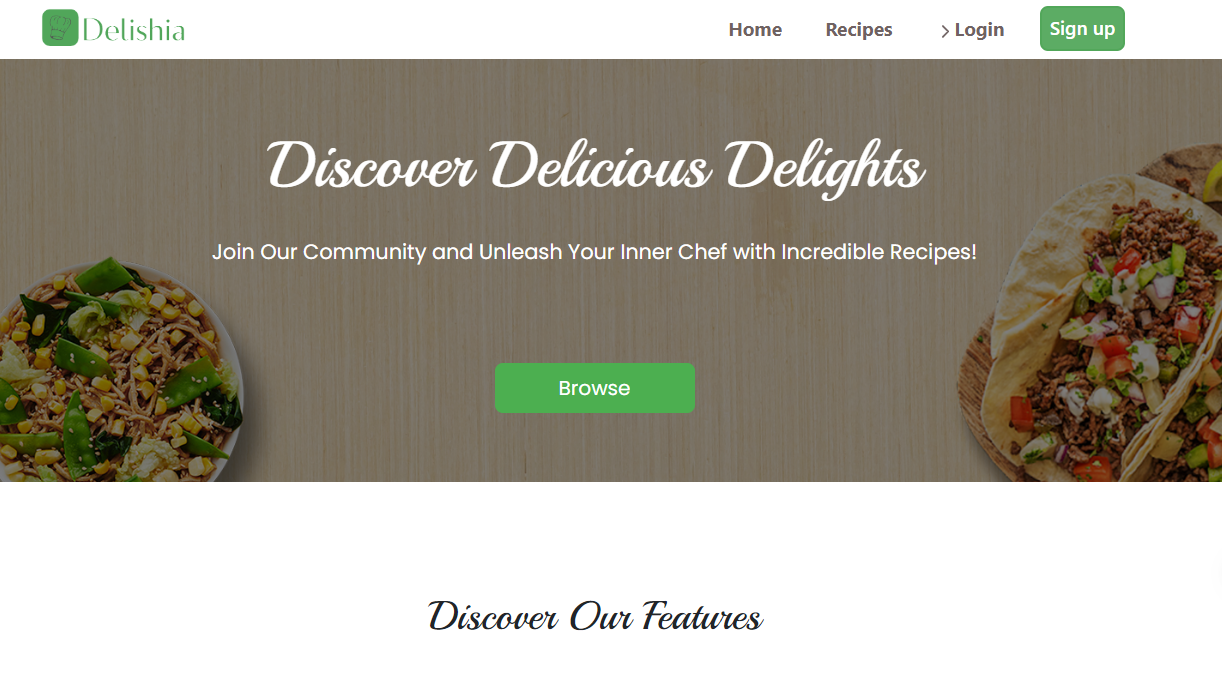 Delishia
Home Recipes > Login Sign up
Discover Delicious Delights
Join Our Community and Unleash Your Inner Chef with Incredible Recipes!
Browse
Discover Our Features